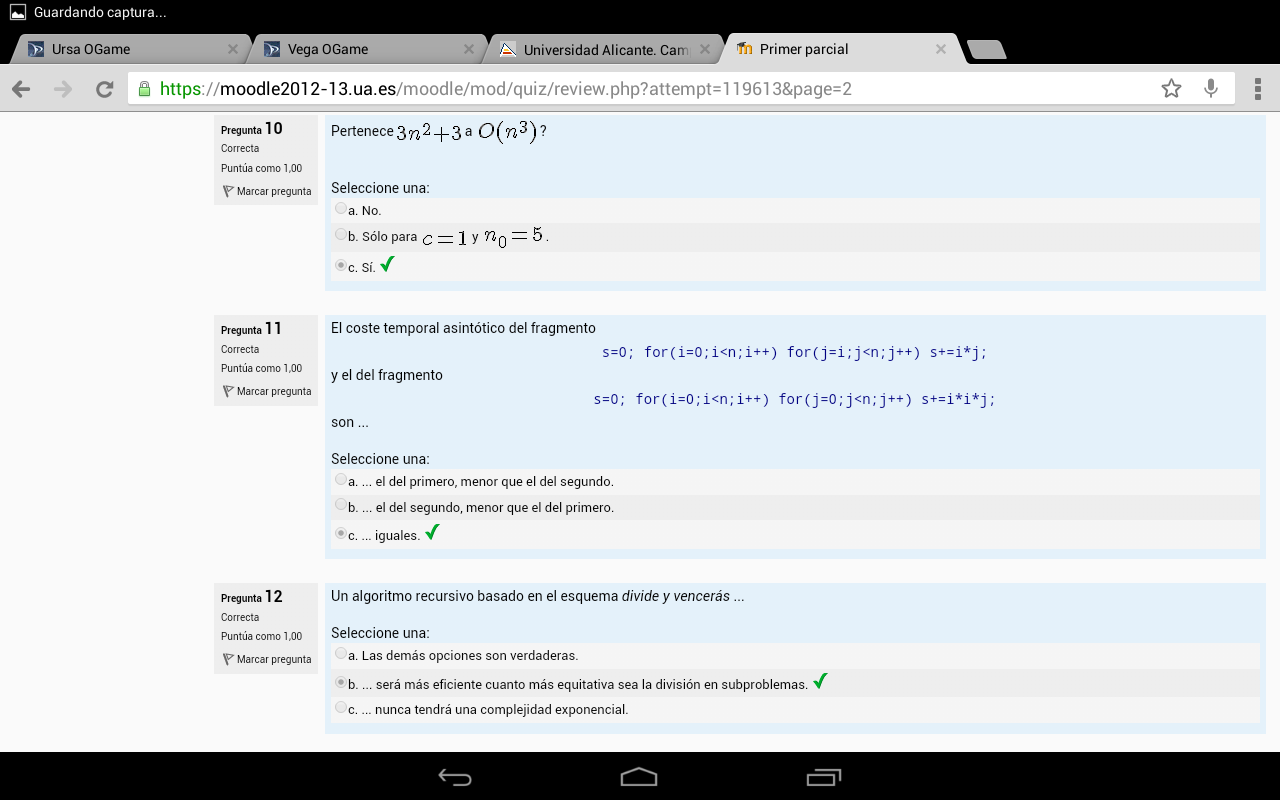 Guardando captura...
Ursa OGame
Vega OGame
Universidad Alicante. Cam
Primer parcial
https://moodle2012-13.ua.es/moodle/mod/quiz/review.php?attempt=119613&page=2
Pregunta 10
Correcta
Puntúa como 1,00
Marcar pregunta
Pertenece 3n²+3 a O(n³)?
Seleccione una:
a. No.
b. Sólo para c=1 y n₀=5.
c. Sí.
Pregunta 11
Correcta
Puntúa como 1,00
Marcar pregunta
El coste temporal asintótico del fragmento
s=0; for(i=0;i<n;i++) for(j=i;j<n;j++) s+=i*j;
y el del fragmento
s=0; for(i=0;i<n;i++) for(j=0;j<n;j++) s+=i*i*j;
son ...
Seleccione una:
a. ... el del primero, menor que el del segundo.
b. ... el del segundo, menor que el del primero.
c. ... iguales.
Pregunta 12
Correcta
Puntúa como 1,00
Marcar pregunta
Un algoritmo recursivo basado en el esquema divide y vencerás ...
Seleccione una:
a. Las demás opciones son verdaderas.
b. ... será más eficiente cuanto más equitativa sea la división en subproblemas.
c. ... nunca tendrá una complejidad exponencial.